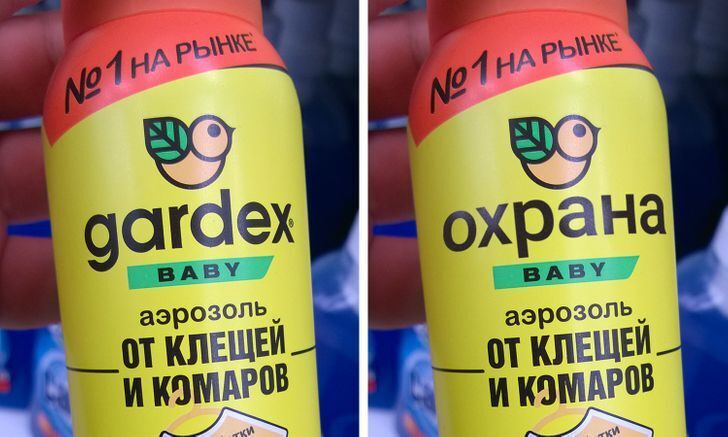 №1 НА РЫНКЕ*
gardex®
BABY
аэрозоль
ОТ КЛЕЩЕЙ
И КОМАРОВ
№1 НА РЫНКЕ*
охрана
BABY
аэрозоль
ОТ КЛЕЩЕЙ
И КОМАРОВ